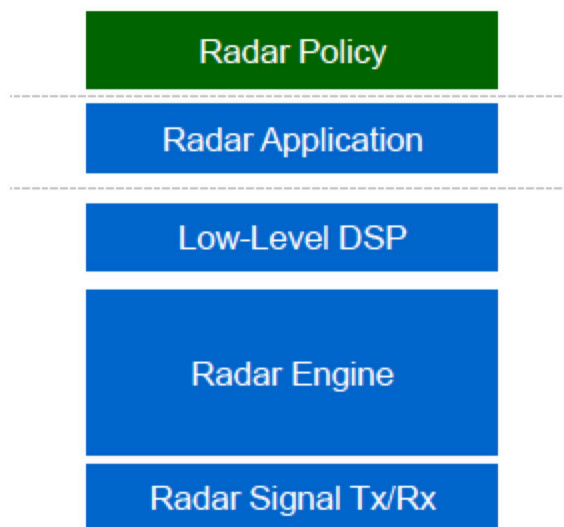 Radar Policy
Radar Application
Low-Level DSP
Radar Engine
Radar Signal Tx/Rx